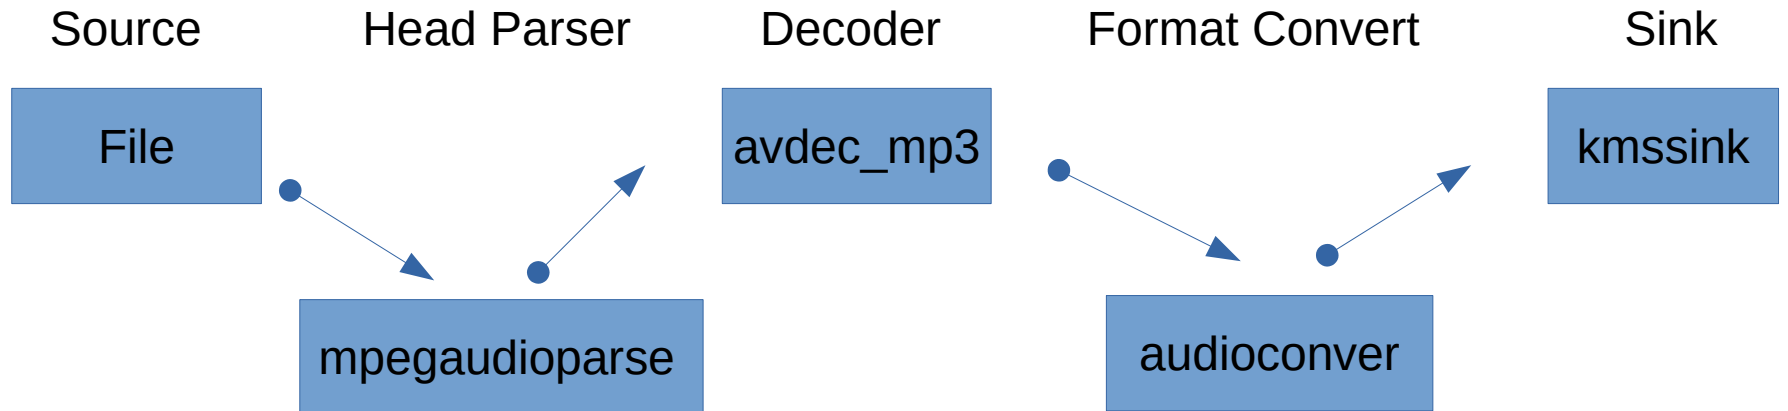 Source
Head Parser
Decoder
Format Convert
Sink
File
avdec_mp3
kmssink
mpegaudioparse
audioconver